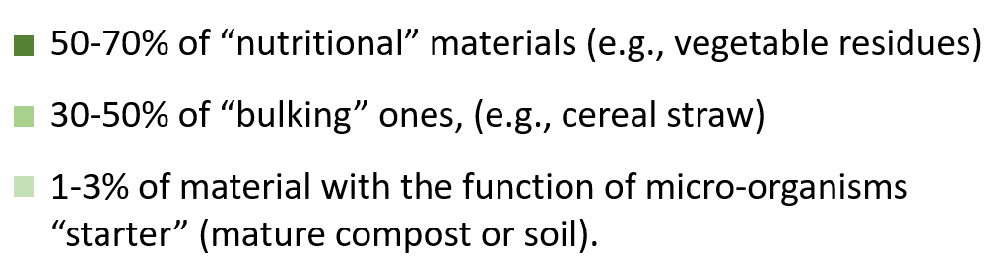 50-70% of “nutritional” materials (e.g., vegetable residues)
30-50% of “bulking” ones, (e.g., cereal straw)
1-3% of material with the function of micro-organisms
“starter” (mature compost or soil).